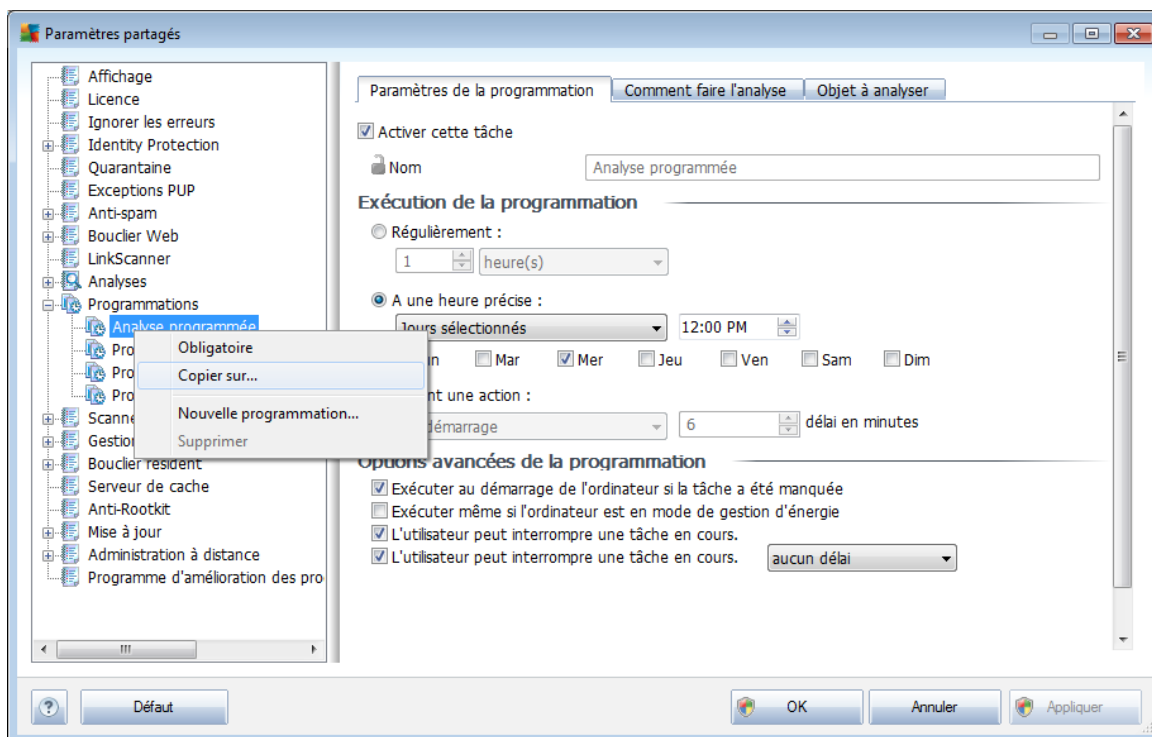 Paramètres partagés
Affichage
Licence
Ignorer les erreurs
Identity Protection
Quarantaine
Exceptions PUP
Anti-spam
Bouclier Web
LinkScanner
Analyses
Programmations
Analyse programmée
Pro
Pro
Pro
Scanne
Gestion
Bouclier résident
Serveur de cache
Anti-Rootkit
Mise à jour
Administration à distance
Programme d'amélioration des pro
Obligatoire
Copier sur...
Nouvelle programmation...
Supprimer
Paramètres de la programmation
Comment faire l'analyse
Objet à analyser
Activer cette tâche
Nom
Analyse programmée
Exécution de la programmation
Régulièrement :
1 heure(s)
A une heure précise :
Jours sélectionnés 12:00 PM
n Mar Mer Jeu Ven Sam Dim
nt une action :
démarrage 6 délai en minutes
Options avancées de la programmation
Exécuter au démarrage de l'ordinateur si la tâche a été manquée
Exécuter même si l'ordinateur est en mode de gestion d'énergie
L'utilisateur peut interrompre une tâche en cours.
L'utilisateur peut interrompre une tâche en cours. aucun délai
? Défaut OK Annuler Appliquer